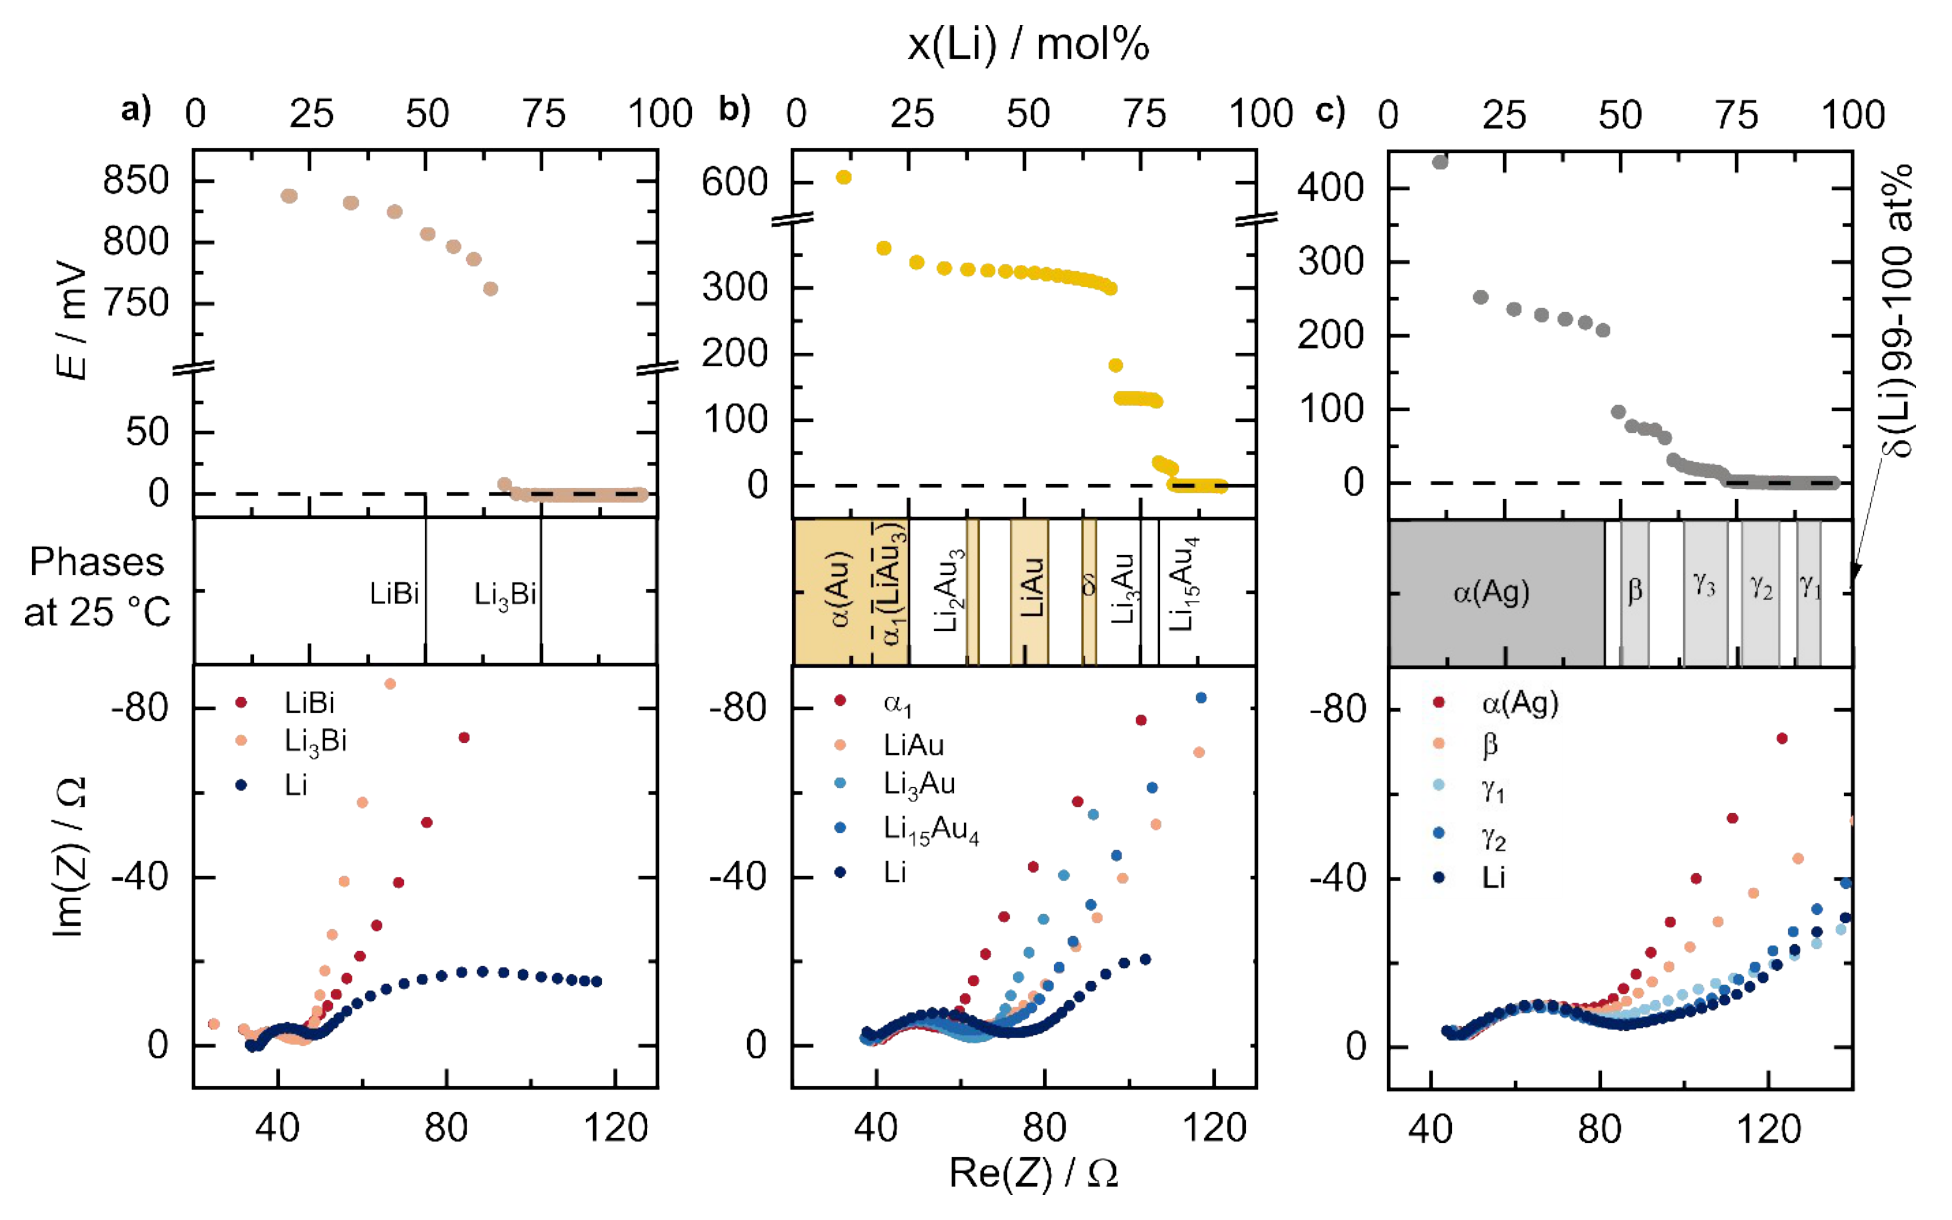 x(Li) / mol%
a) 0 25 50 75 100
b) 0 25 50 75 100
c) 0 25 50 75 100
E / mV
850
800
750
50
0
600
300
200
100
0
400
300
200
100
0
δ(Li) 99-100 at%
Phases
at 25 °C
LiBi
Li₃Bi
α(Au)
α₁(LiAu₃)
Li₂Au₃
LiAu
δ
Li₃Au
Li₁₅Au₄
α(Ag)
β
γ₃
γ₂
γ₁
Im(Z) / Ω
-80
-40
0
LiBi
Li₃Bi
Li
40 80 120
-80
-40
0
α₁
LiAu
Li₃Au
Li₁₅Au₄
Li
40 80 120
-80
-40
0
α(Ag)
β
γ₁
γ₂
Li
40 80 120
Re(Z) / Ω